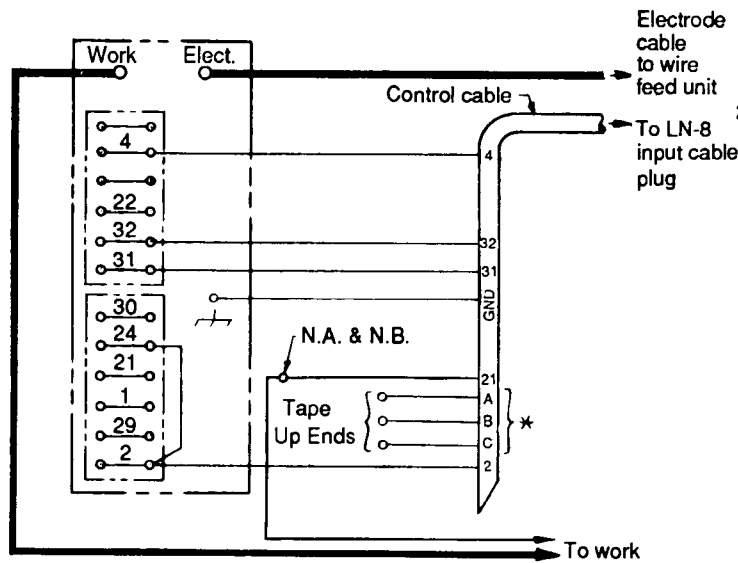 Work
Elect.
Electrode
cable
to wire
feed unit
Control cable
To LN-8
input cable
plug
4
4
22
32
32
31
31
GND
30
24
N.A. & N.B.
21
21
A
Tape
Up Ends
B
*
C
1
29
2
2
To work